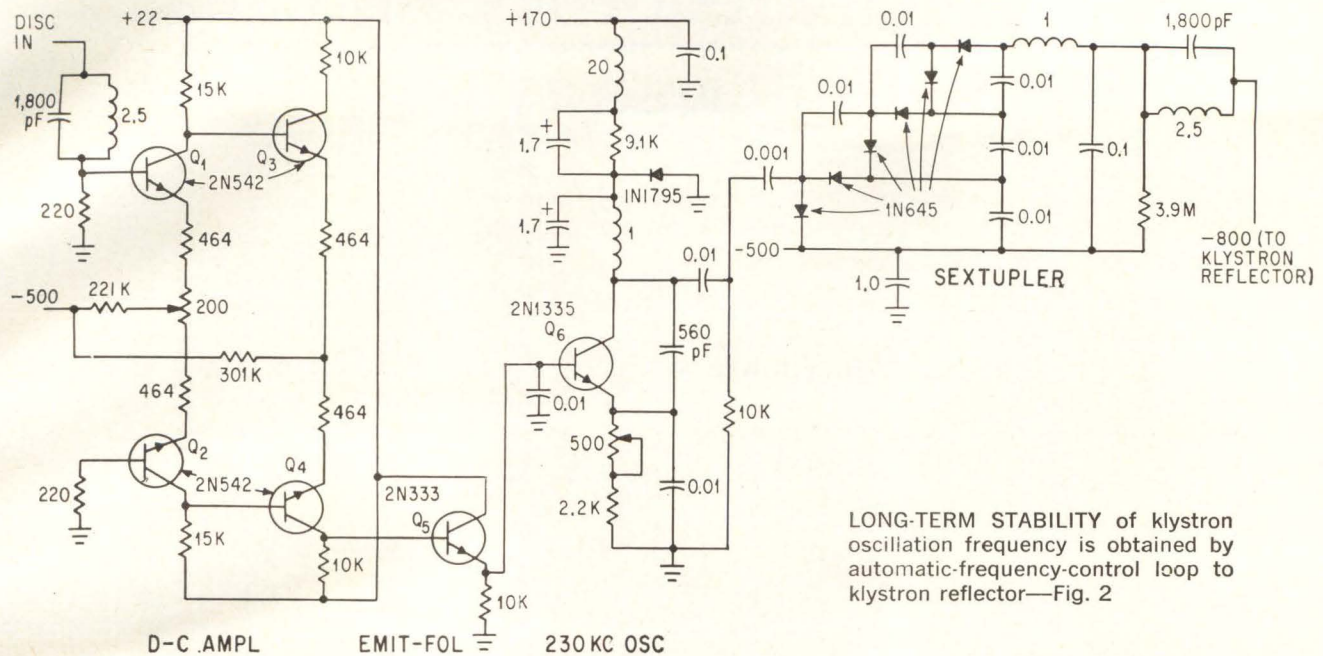 DISC
IN
+22
10K
15K
1,800
pF
2.5
Q1
Q3
2N542
220
464
464
-500
221K
200
301K
464
464
Q2
Q4
2N542
220
15K
10K
2N333
Q5
10K
D-C AMPL
EMIT-FOL
230 KC OSC
+170
0.1
20
1.7
+
9.1K
1N1795
1.7
+
1
0.01
2N1335
Q6
560
pF
0.01
500
10K
2.2K
0.01
0.001
0.01
0.01
1
1,800 pF
0.01
0.01
0.01
0.1
2.5
1N645
3.9M
-500
1.0
SEXTUPLER
-800 (TO
KLYSTRON
REFLECTOR)
LONG-TERM STABILITY of klystron
oscillation frequency is obtained by
automatic-frequency-control loop to
klystron reflector—Fig. 2